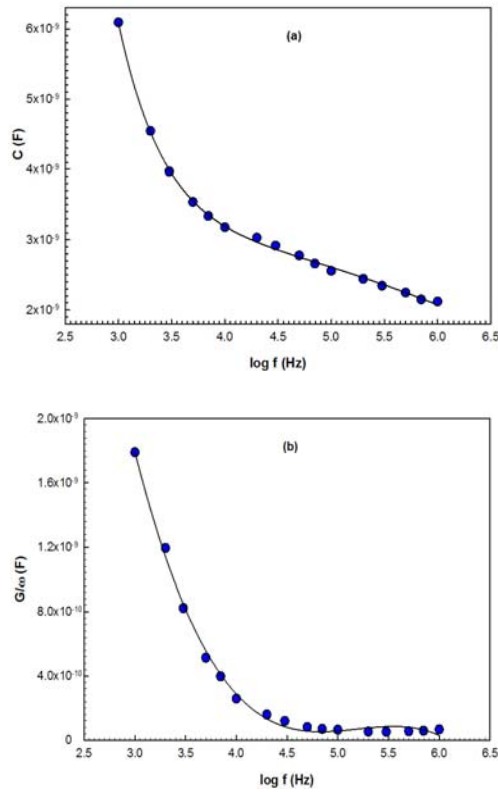 (a)
6x10-9
5x10-9
4x10-9
3x10-9
2x10-9
C (F)
2.5 3.0 3.5 4.0 4.5 5.0 5.5 6.0 6.5
log f (Hz)
(b)
2.0x10-9
1.6x10-9
1.2x10-9
8.0x10-10
4.0x10-10
0
G/ω (F)
2.5 3.0 3.5 4.0 4.5 5.0 5.5 6.0 6.5
log f (Hz)